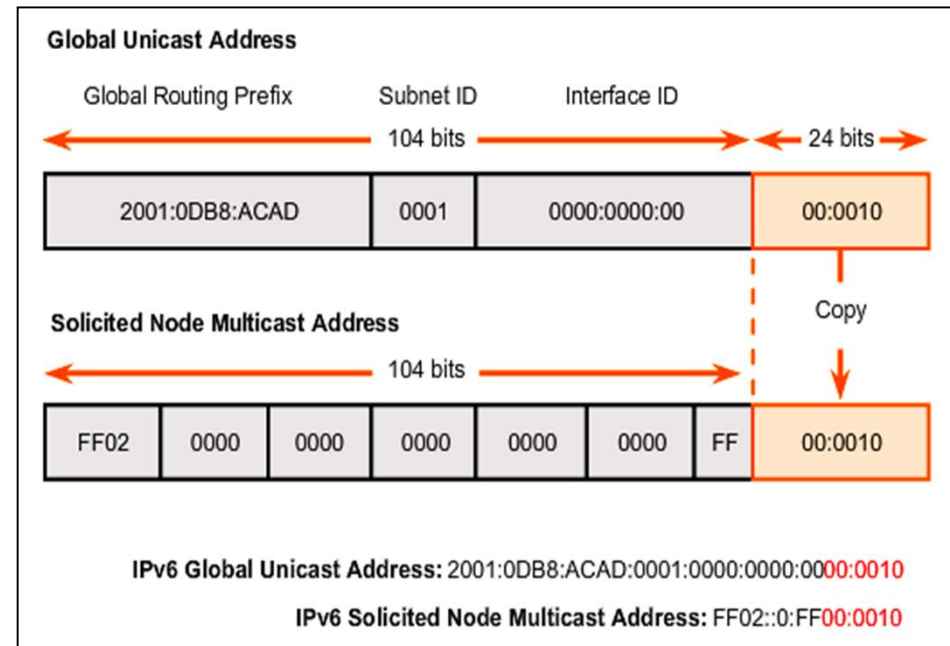 Global Unicast Address
Global Routing Prefix Subnet ID Interface ID
104 bits 24 bits
2001:0DB8:ACAD 0001 0000:0000:00 00:0010
Copy
Solicited Node Multicast Address
104 bits
FF02 0000 0000 0000 0000 0000 FF 00:0010
IPv6 Global Unicast Address: 2001:0DB8:ACAD:0001:0000:0000:0000:0010
IPv6 Solicited Node Multicast Address: FF02::0:FF00:0010